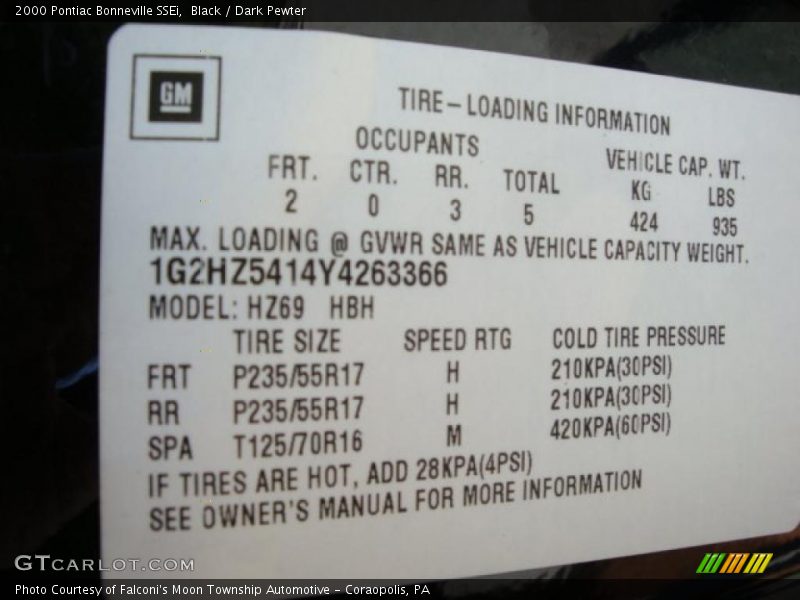 2000 Pontiac Bonneville SSEi, Black / Dark Pewter
GM
TIRE-LOADING INFORMATION
OCCUPANTS VEHICLE CAP. WT.
FRT. CTR. RR. TOTAL KG LBS
2 0 3 5 424 935
MAX. LOADING @ GVWR SAME AS VEHICLE CAPACITY WEIGHT.
1G2HZ5414Y4263366
MODEL: HZ69 HBH
TIRE SIZE SPEED RTG COLD TIRE PRESSURE
FRT P235/55R17 H 210KPA(30PSI)
RR P235/55R17 H 210KPA(30PSI)
SPA T125/70R16 M 420KPA(60PSI)
IF TIRES ARE HOT, ADD 28KPA(4PSI)
SEE OWNER'S MANUAL FOR MORE INFORMATION
GTCARLOT.COM
Photo Courtesy of Falconi's Moon Township Automotive - Coraopolis, PA